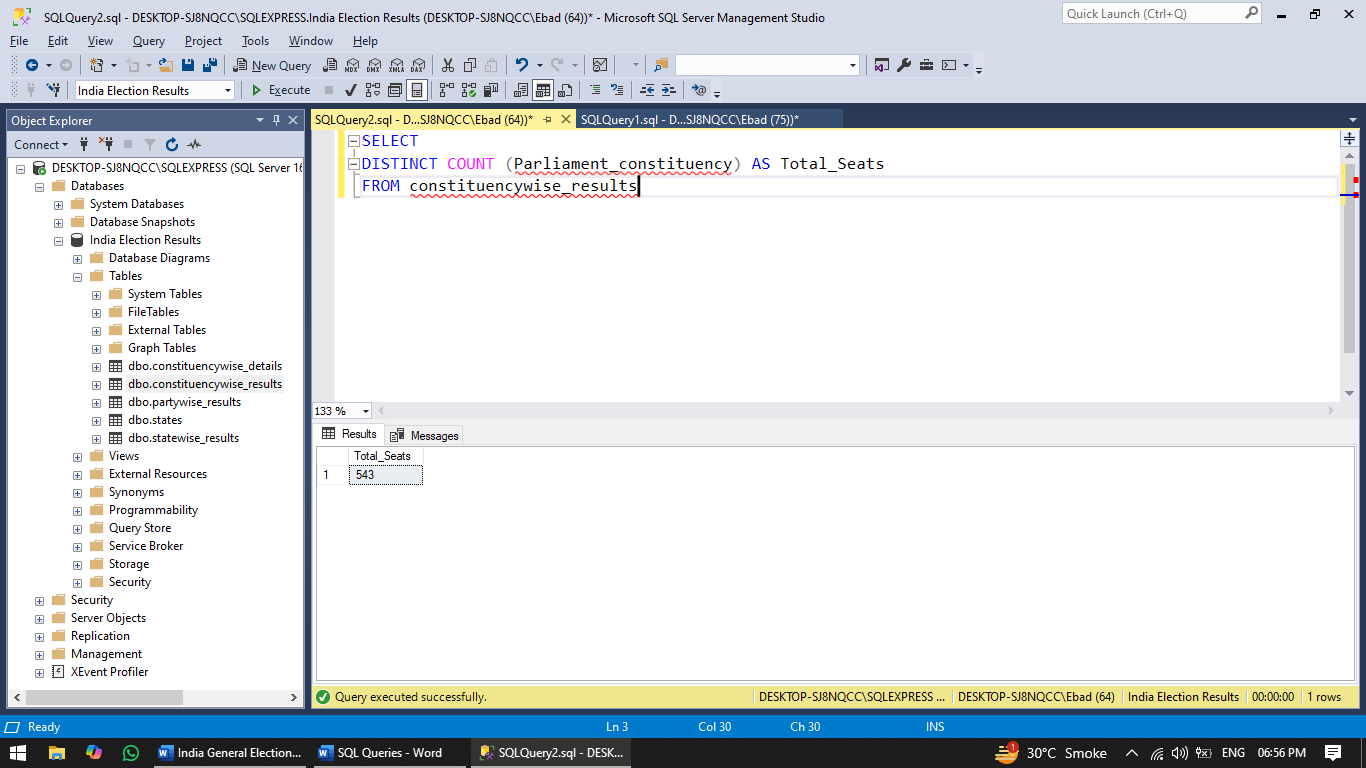 SQLQuery2.sql - DESKTOP-SJ8NQCC\SQLEXPRESS.India Election Results (DESKTOP-SJ8NQCC\Ebad (64))* - Microsoft SQL Server Management Studio
Quick Launch (Ctrl+Q)
File Edit View Query Project Tools Window Help
New Query MDX DMX XMLA DAX
India Election Results Execute
Object Explorer
SQLQuery2.sql - D...SJ8NQCC\Ebad (64))* SQLQuery1.sql - D...SJ8NQCC\Ebad (75))*
Connect
SELECT
DISTINCT COUNT (Parliament_constituency) AS Total_Seats
FROM constituencywise_results
DESKTOP-SJ8NQCC\SQLEXPRESS (SQL Server 16
Databases
System Databases
Database Snapshots
India Election Results
Database Diagrams
Tables
System Tables
FileTables
External Tables
Graph Tables
dbo.constituencywise_details
dbo.constituencywise_results
dbo.partywise_results
dbo.states
dbo.statewise_results
Views
External Resources
Synonyms
Programmability
Query Store
Service Broker
Storage
Security
Security
Server Objects
Replication
Management
XEvent Profiler
133 %
Results Messages
Total_Seats
1 543
Query executed successfully. DESKTOP-SJ8NQCC\SQLEXPRESS ... DESKTOP-SJ8NQCC\Ebad (64) India Election Results 00:00:00 1 rows
Ready Ln 3 Col 30 Ch 30 INS
India General Election... SQL Queries - Word SQLQuery2.sql - DESK... 1 30°C Smoke ENG 06:56 PM